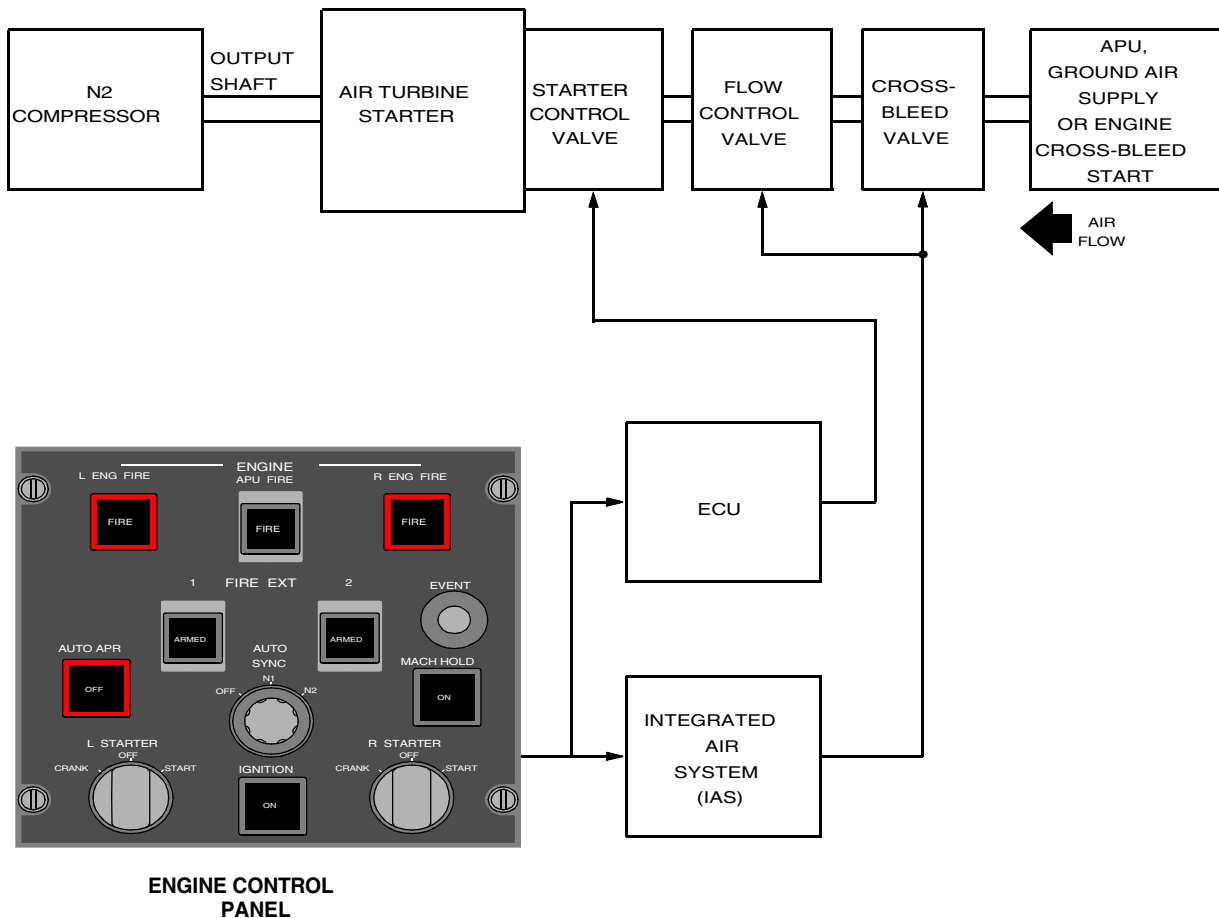 N2
COMPRESSOR
OUTPUT
SHAFT
AIR TURBINE
STARTER
STARTER
CONTROL
VALVE
FLOW
CONTROL
VALVE
CROSS-
BLEED
VALVE
APU,
GROUND AIR
SUPPLY
OR ENGINE
CROSS-BLEED
START
AIR
FLOW
ECU
INTEGRATED
AIR
SYSTEM
(IAS)
ENGINE
L ENG FIRE
APU FIRE
R ENG FIRE
FIRE
FIRE
FIRE
1 FIRE EXT 2
EVENT
ARMED
ARMED
AUTO APR
OFF
AUTO
SYNC
OFF
N1
N2
MACH HOLD
ON
L STARTER
CRANK
OFF
START
IGNITION
ON
R STARTER
CRANK
OFF
START
ENGINE CONTROL
PANEL